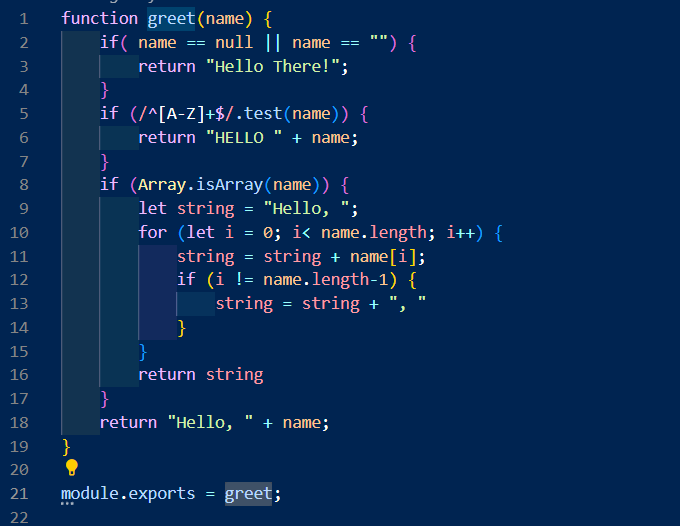 1 function greet(name) {
2     if( name == null || name == "") {
3         return "Hello There!";
4     }
5     if (/^[A-Z]+$/.test(name)) {
6         return "HELLO " + name;
7     }
8     if (Array.isArray(name)) {
9         let string = "Hello, ";
10         for (let i = 0; i< name.length; i++) {
11             string = string + name[i];
12             if (i != name.length-1) {
13                 string = string + ", "
14             }
15         }
16         return string
17     }
18     return "Hello, " + name;
19 }
20
21 module.exports = greet;
22